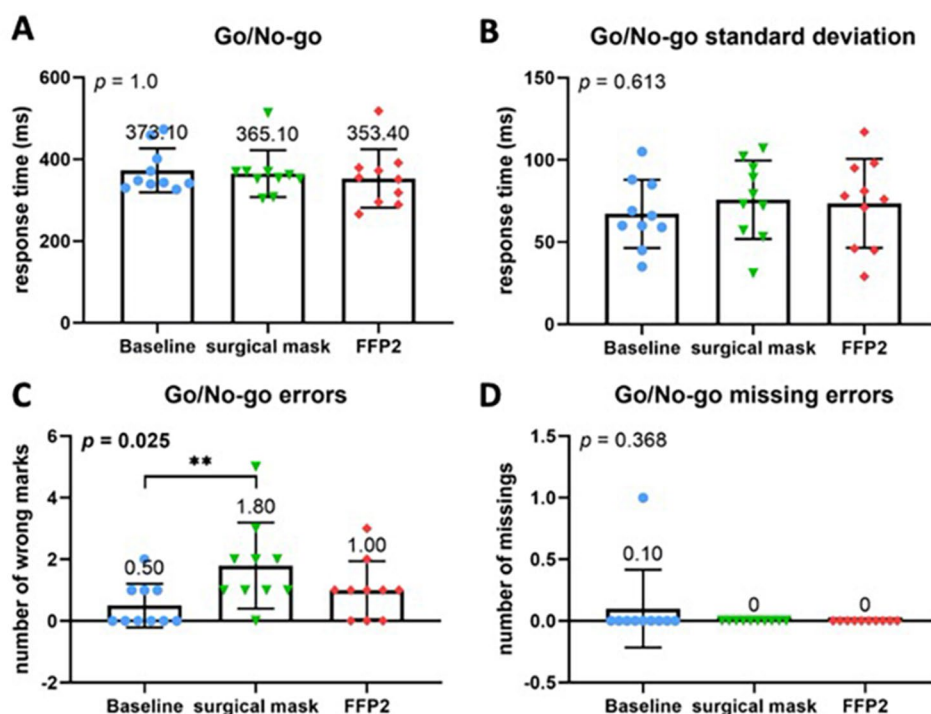 A
Go/No-go
response time (ms)
600
400
200
0
p = 1.0
373.10
365.10
353.40
Baseline
surgical mask
FFP2
B
Go/No-go standard deviation
response time (ms)
150
100
50
0
p = 0.613
Baseline
surgical mask
FFP2
C
Go/No-go errors
number of wrong marks
6
4
2
0
-2
p = 0.025
**
0.50
1.80
1.00
Baseline
surgical mask
FFP2
D
Go/No-go missing errors
number of missings
1.5
1.0
0.5
0.0
-0.5
p = 0.368
0.10
0
0
Baseline
surgical mask
FFP2